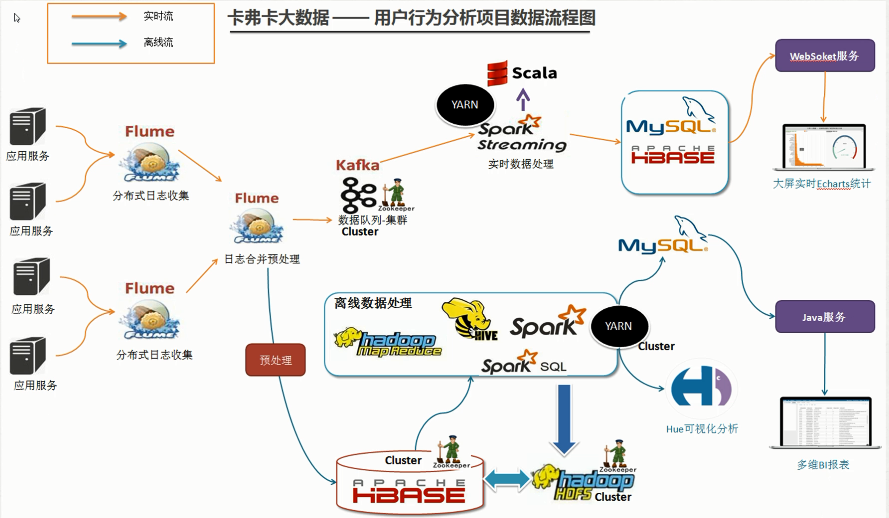 实时流
离线流
卡弗卡大数据 —— 用户行为分析项目数据流程图
WebSoket服务
Scala
YARN
Spark
Streaming
实时数据处理
MySQL
APACHE
HBASE
大屏实时Echarts统计
应用服务
应用服务
应用服务
应用服务
Flume
FLUME
分布式日志收集
Flume
FLUME
日志合并预处理
Flume
FLUME
分布式日志收集
Kafka
Zookeeper
数据队列-集群
Cluster
MySQL
离线数据处理
hadoop
Map Reduce
HIVE
Spark
Spark SQL
YARN
Cluster
Java服务
预处理
Hue可视化分析
多维BI报表
Cluster
Zookeeper
APACHE
HBASE
Zookeeper
hadoop
HDFS
Cluster